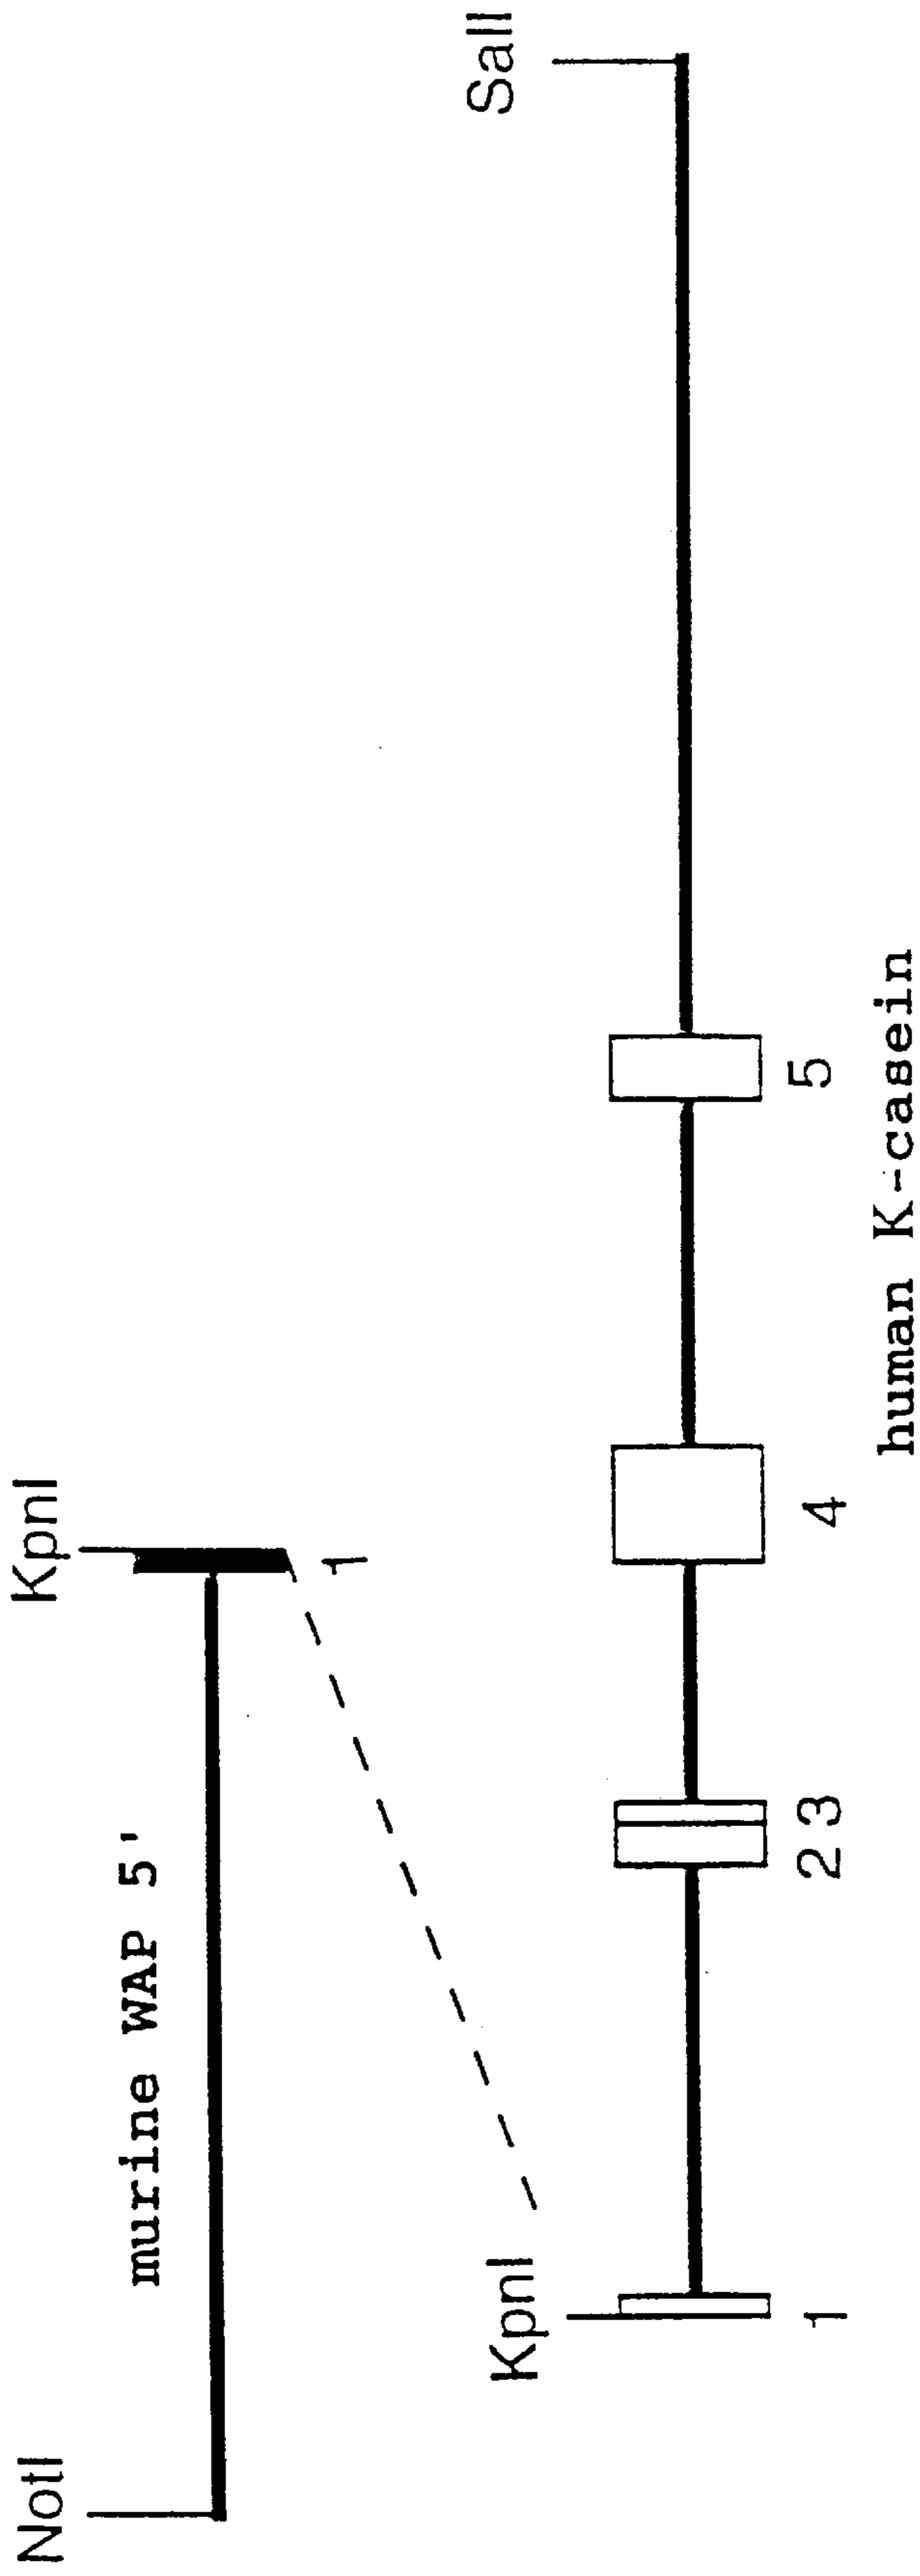 NotI
KpnI
murine WAP 5'
1
KpnI
SalI
1
2 3
4
5
human K-casein